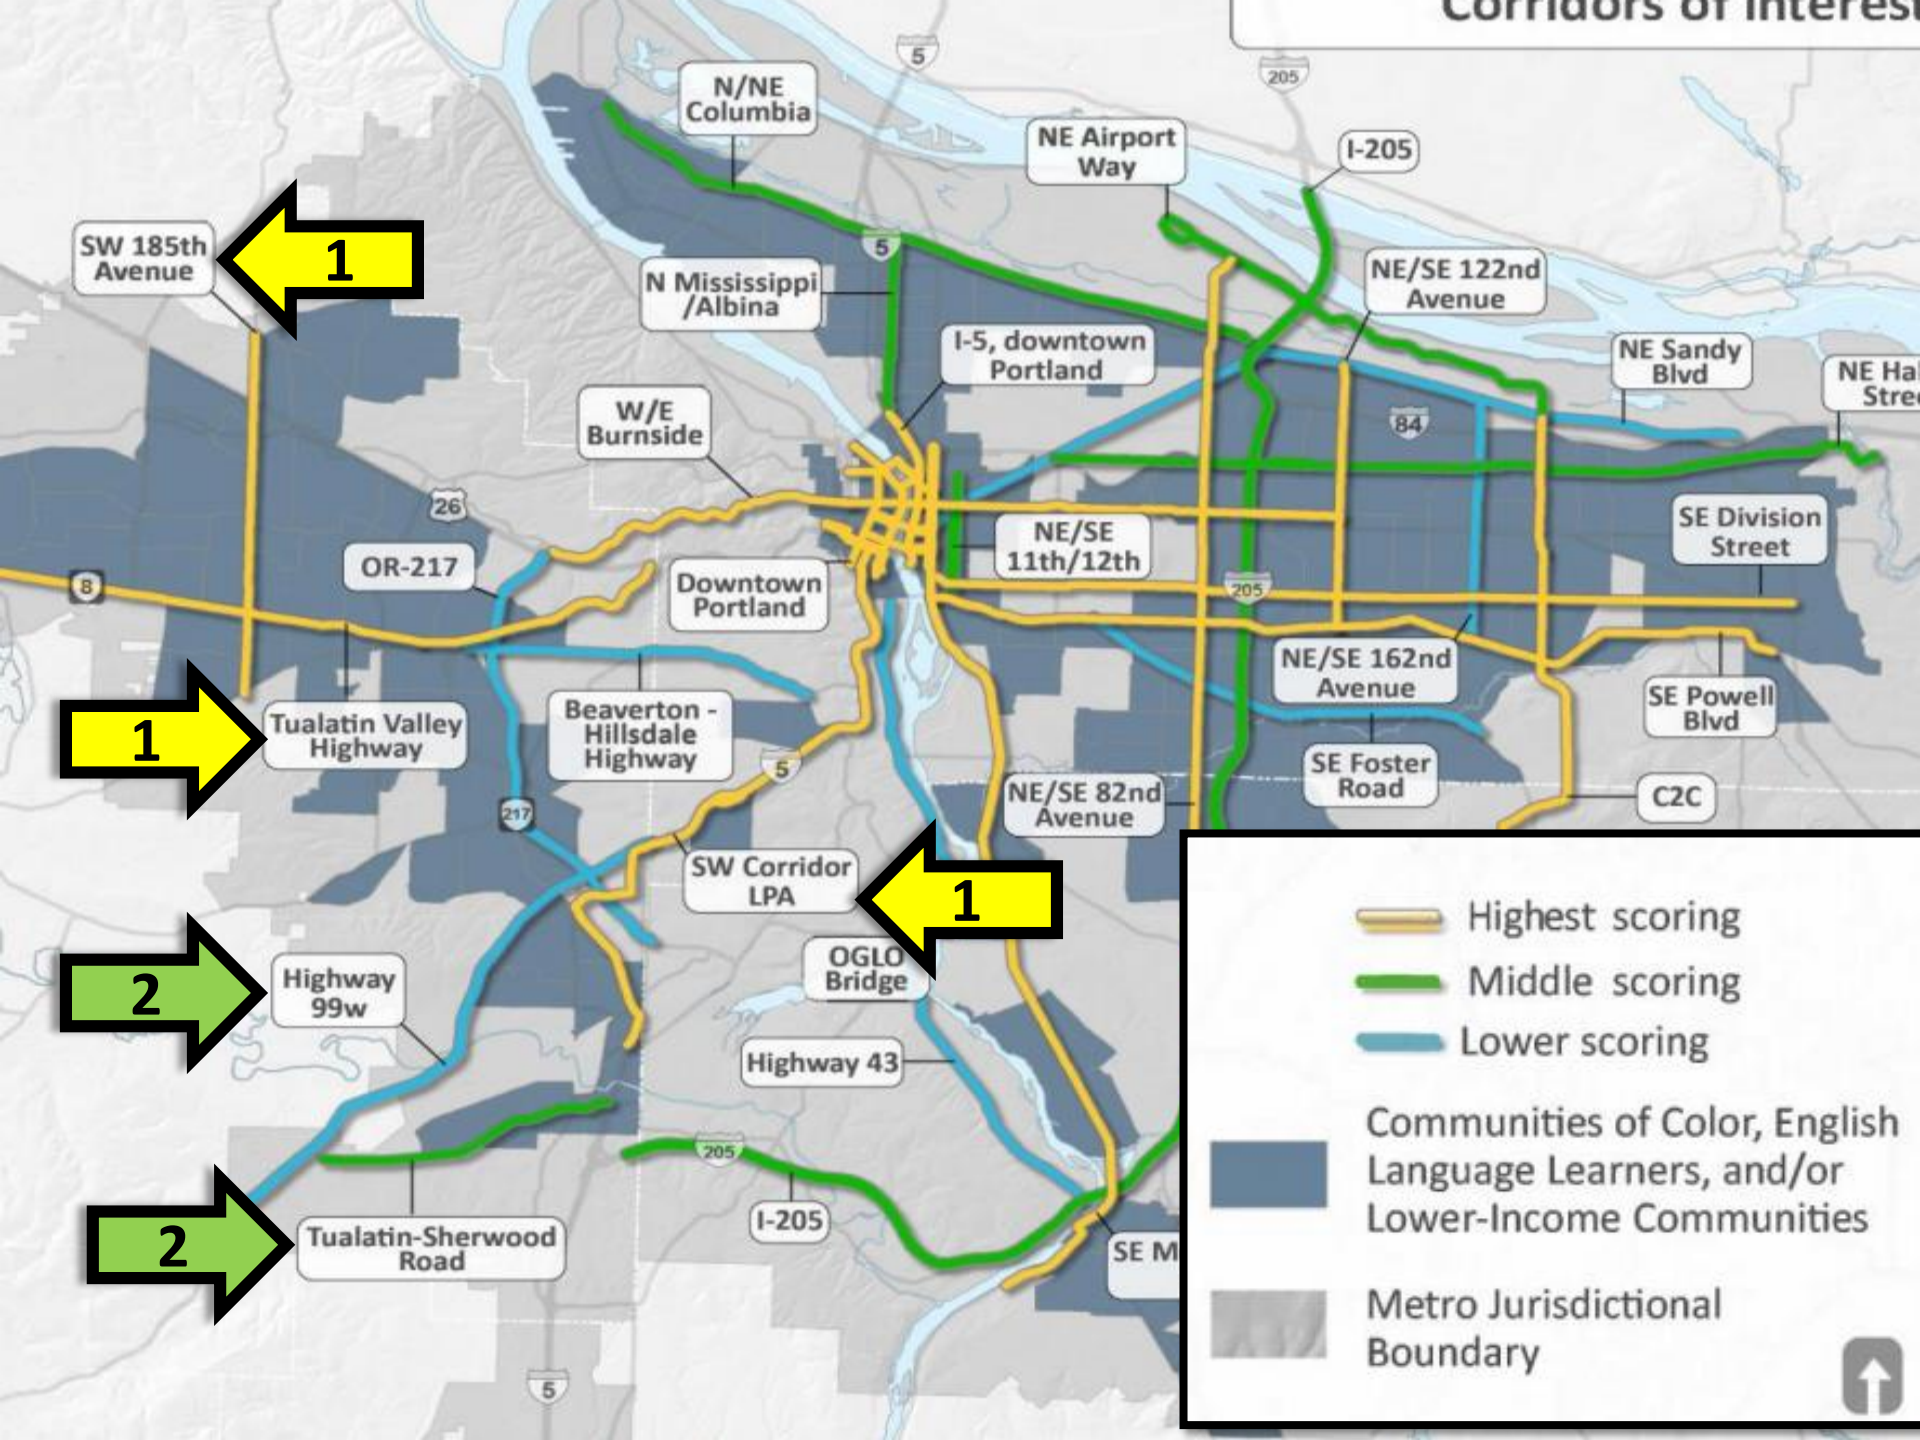 Corridors of Interest
5
205
N/NE
Columbia
NE Airport
Way
I-205
SW 185th
Avenue
1
5
N Mississippi
/Albina
NE/SE 122nd
Avenue
I-5, downtown
Portland
NE Sandy
Blvd
NE Ha
Stree
W/E
Burnside
84
26
SE Division
Street
NE/SE
11th/12th
OR-217
8
Downtown
Portland
205
NE/SE 162nd
Avenue
SE Powell
Blvd
1
Tualatin Valley
Highway
Beaverton -
Hillsdale
Highway
5
SE Foster
Road
NE/SE 82nd
Avenue
C2C
217
SW Corridor
LPA
1
OGLO
Bridge
2
Highway
99w
Highway 43
205
I-205
2
Tualatin-Sherwood
Road
SE M
5
Highest scoring
Middle scoring
Lower scoring
Communities of Color, English
Language Learners, and/or
Lower-Income Communities
Metro Jurisdictional
Boundary